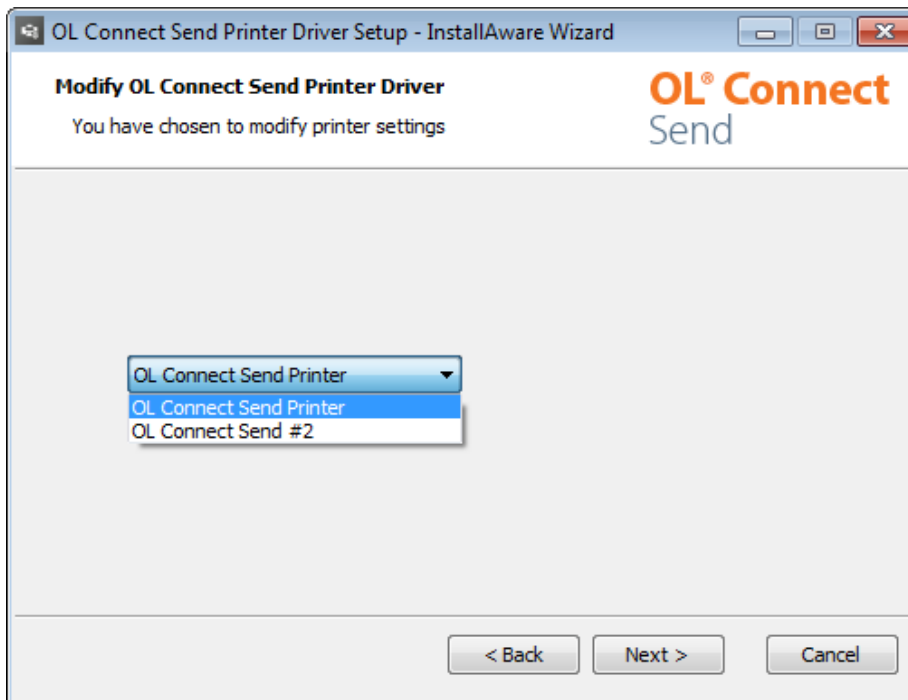 OL Connect Send Printer Driver Setup - InstallAware Wizard
Modify OL Connect Send Printer Driver
You have chosen to modify printer settings
OL® Connect
Send
OL Connect Send Printer
OL Connect Send Printer
OL Connect Send #2
< Back
Next >
Cancel